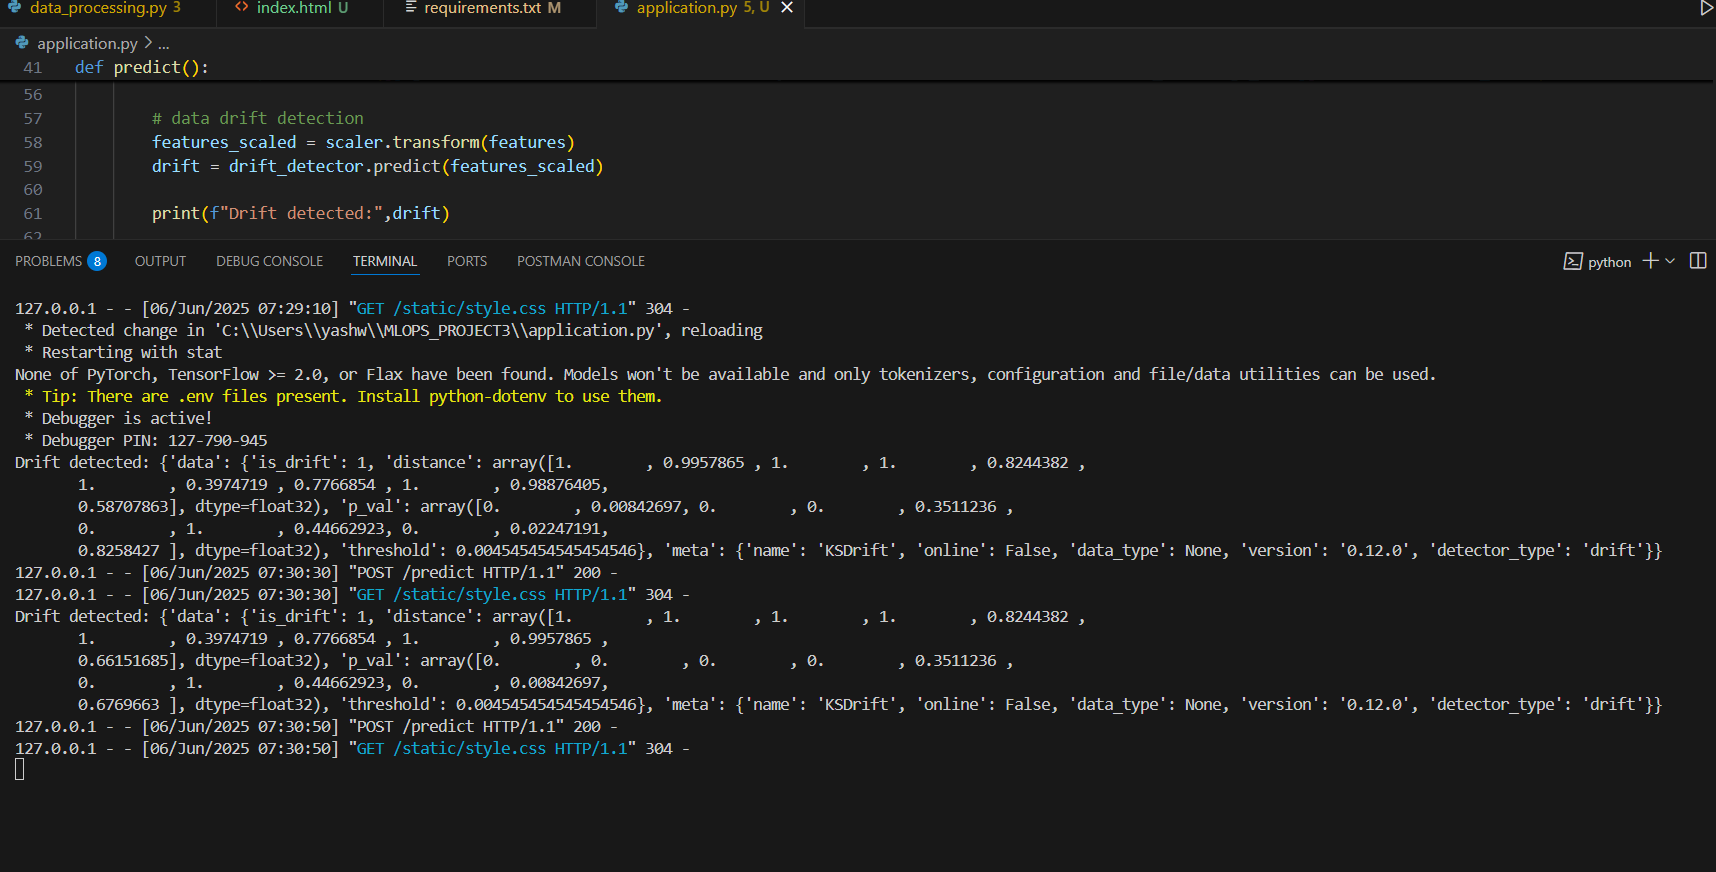 data_processing.py 3 index.html U requirements.txt M application.py 5, U
application.py > ...
41 def predict():
56
57 # data drift detection
58 features_scaled = scaler.transform(features)
59 drift = drift_detector.predict(features_scaled)
60
61 print(f"Drift detected:",drift)
62
PROBLEMS 8 OUTPUT DEBUG CONSOLE TERMINAL PORTS POSTMAN CONSOLE python
127.0.0.1 - - [06/Jun/2025 07:29:10] "GET /static/style.css HTTP/1.1" 304 -
* Detected change in 'C:\\Users\\yashw\\MLOPS_PROJECT3\\application.py', reloading
* Restarting with stat
None of PyTorch, TensorFlow >= 2.0, or Flax have been found. Models won't be available and only tokenizers, configuration and file/data utilities can be used.
* Tip: There are .env files present. Install python-dotenv to use them.
* Debugger is active!
* Debugger PIN: 127-790-945
Drift detected: {'data': {'is_drift': 1, 'distance': array([1.        , 0.9957865 , 1.        , 1.        , 0.8244382 ,
1.        , 0.3974719 , 0.7766854 , 1.        , 0.98876405,
0.58707863], dtype=float32), 'p_val': array([0.        , 0.00842697, 0.        , 0.        , 0.3511236 ,
0.        , 1.        , 0.44662923, 0.        , 0.02247191,
0.8258427 ], dtype=float32), 'threshold': 0.004545454545454546}, 'meta': {'name': 'KSDrift', 'online': False, 'data_type': None, 'version': '0.12.0', 'detector_type': 'drift'}}
127.0.0.1 - - [06/Jun/2025 07:30:30] "POST /predict HTTP/1.1" 200 -
127.0.0.1 - - [06/Jun/2025 07:30:30] "GET /static/style.css HTTP/1.1" 304 -
Drift detected: {'data': {'is_drift': 1, 'distance': array([1.        , 1.        , 1.        , 1.        , 0.8244382 ,
1.        , 0.3974719 , 0.7766854 , 1.        , 0.9957865 ,
0.66151685], dtype=float32), 'p_val': array([0.        , 0.        , 0.        , 0.        , 0.3511236 ,
0.        , 1.        , 0.44662923, 0.        , 0.00842697,
0.6769663 ], dtype=float32), 'threshold': 0.004545454545454546}, 'meta': {'name': 'KSDrift', 'online': False, 'data_type': None, 'version': '0.12.0', 'detector_type': 'drift'}}
127.0.0.1 - - [06/Jun/2025 07:30:50] "POST /predict HTTP/1.1" 200 -
127.0.0.1 - - [06/Jun/2025 07:30:50] "GET /static/style.css HTTP/1.1" 304 -